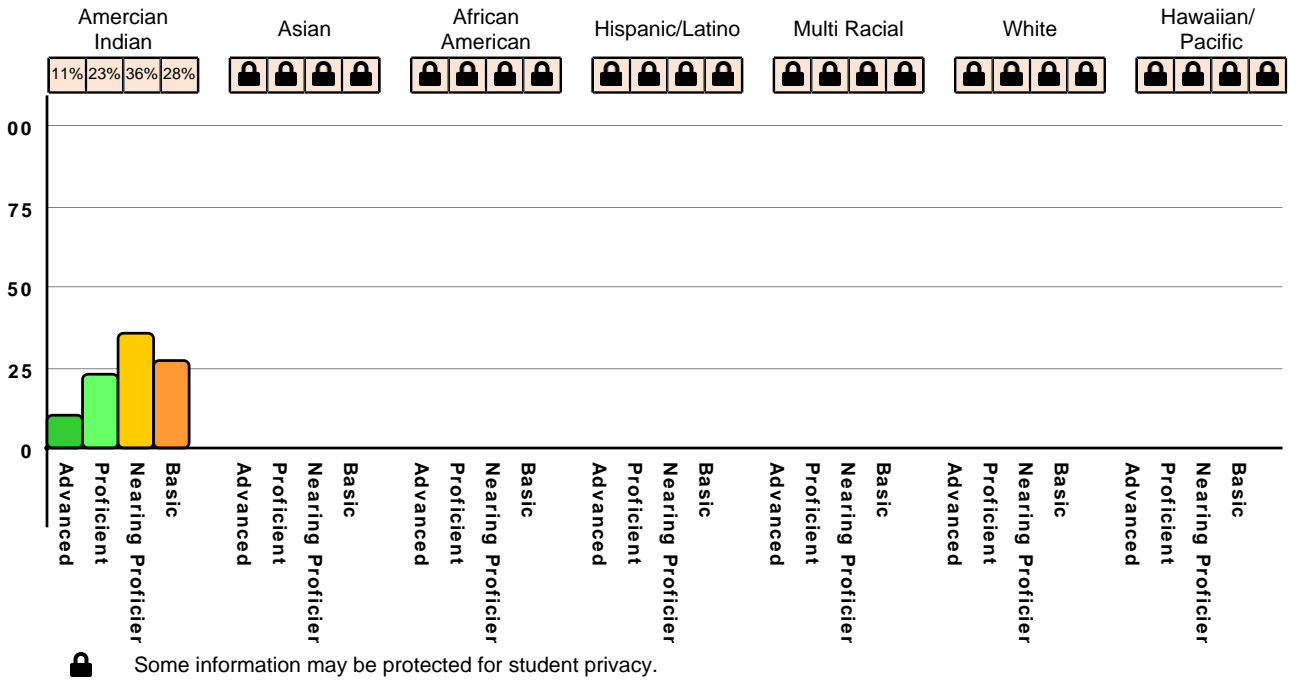 Amercian
Indian
Asian
African
American
Hispanic/Latino
Multi Racial
White
Hawaiian/
Pacific
11% 23% 36% 28%
00
75
50
25
0
Advanced
Proficient
Nearing Proficier
Basic
Advanced
Proficient
Nearing Proficier
Basic
Advanced
Proficient
Nearing Proficier
Basic
Advanced
Proficient
Nearing Proficier
Basic
Advanced
Proficient
Nearing Proficier
Basic
Advanced
Proficient
Nearing Proficier
Basic
Advanced
Proficient
Nearing Proficier
Basic
Some information may be protected for student privacy.